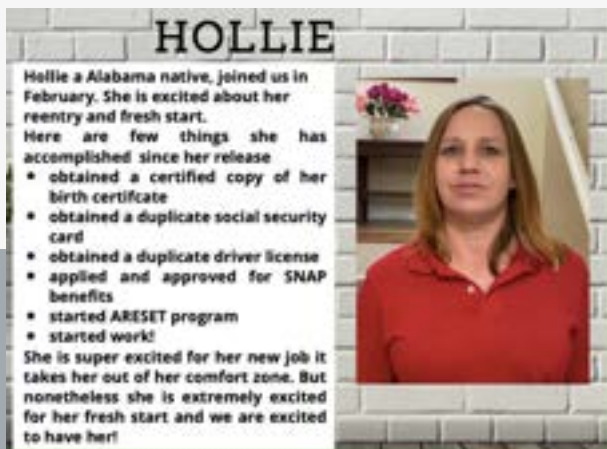 HOLLIE
Hollie a Alabama native, joined us in
February. She is excited about her
reentry and fresh start.
Here are few things she has
accomplished since her release
• obtained a certified copy of her
birth certifcate
• obtained a duplicate social security
card
• obtained a duplicate driver license
• applied and approved for SNAP
benefits
• started ARESET program
• started work!
She is super excited for her new job it
takes her out of her comfort zone. But
nonetheless she is extremely excited
for her fresh start and we are excited
to have her!